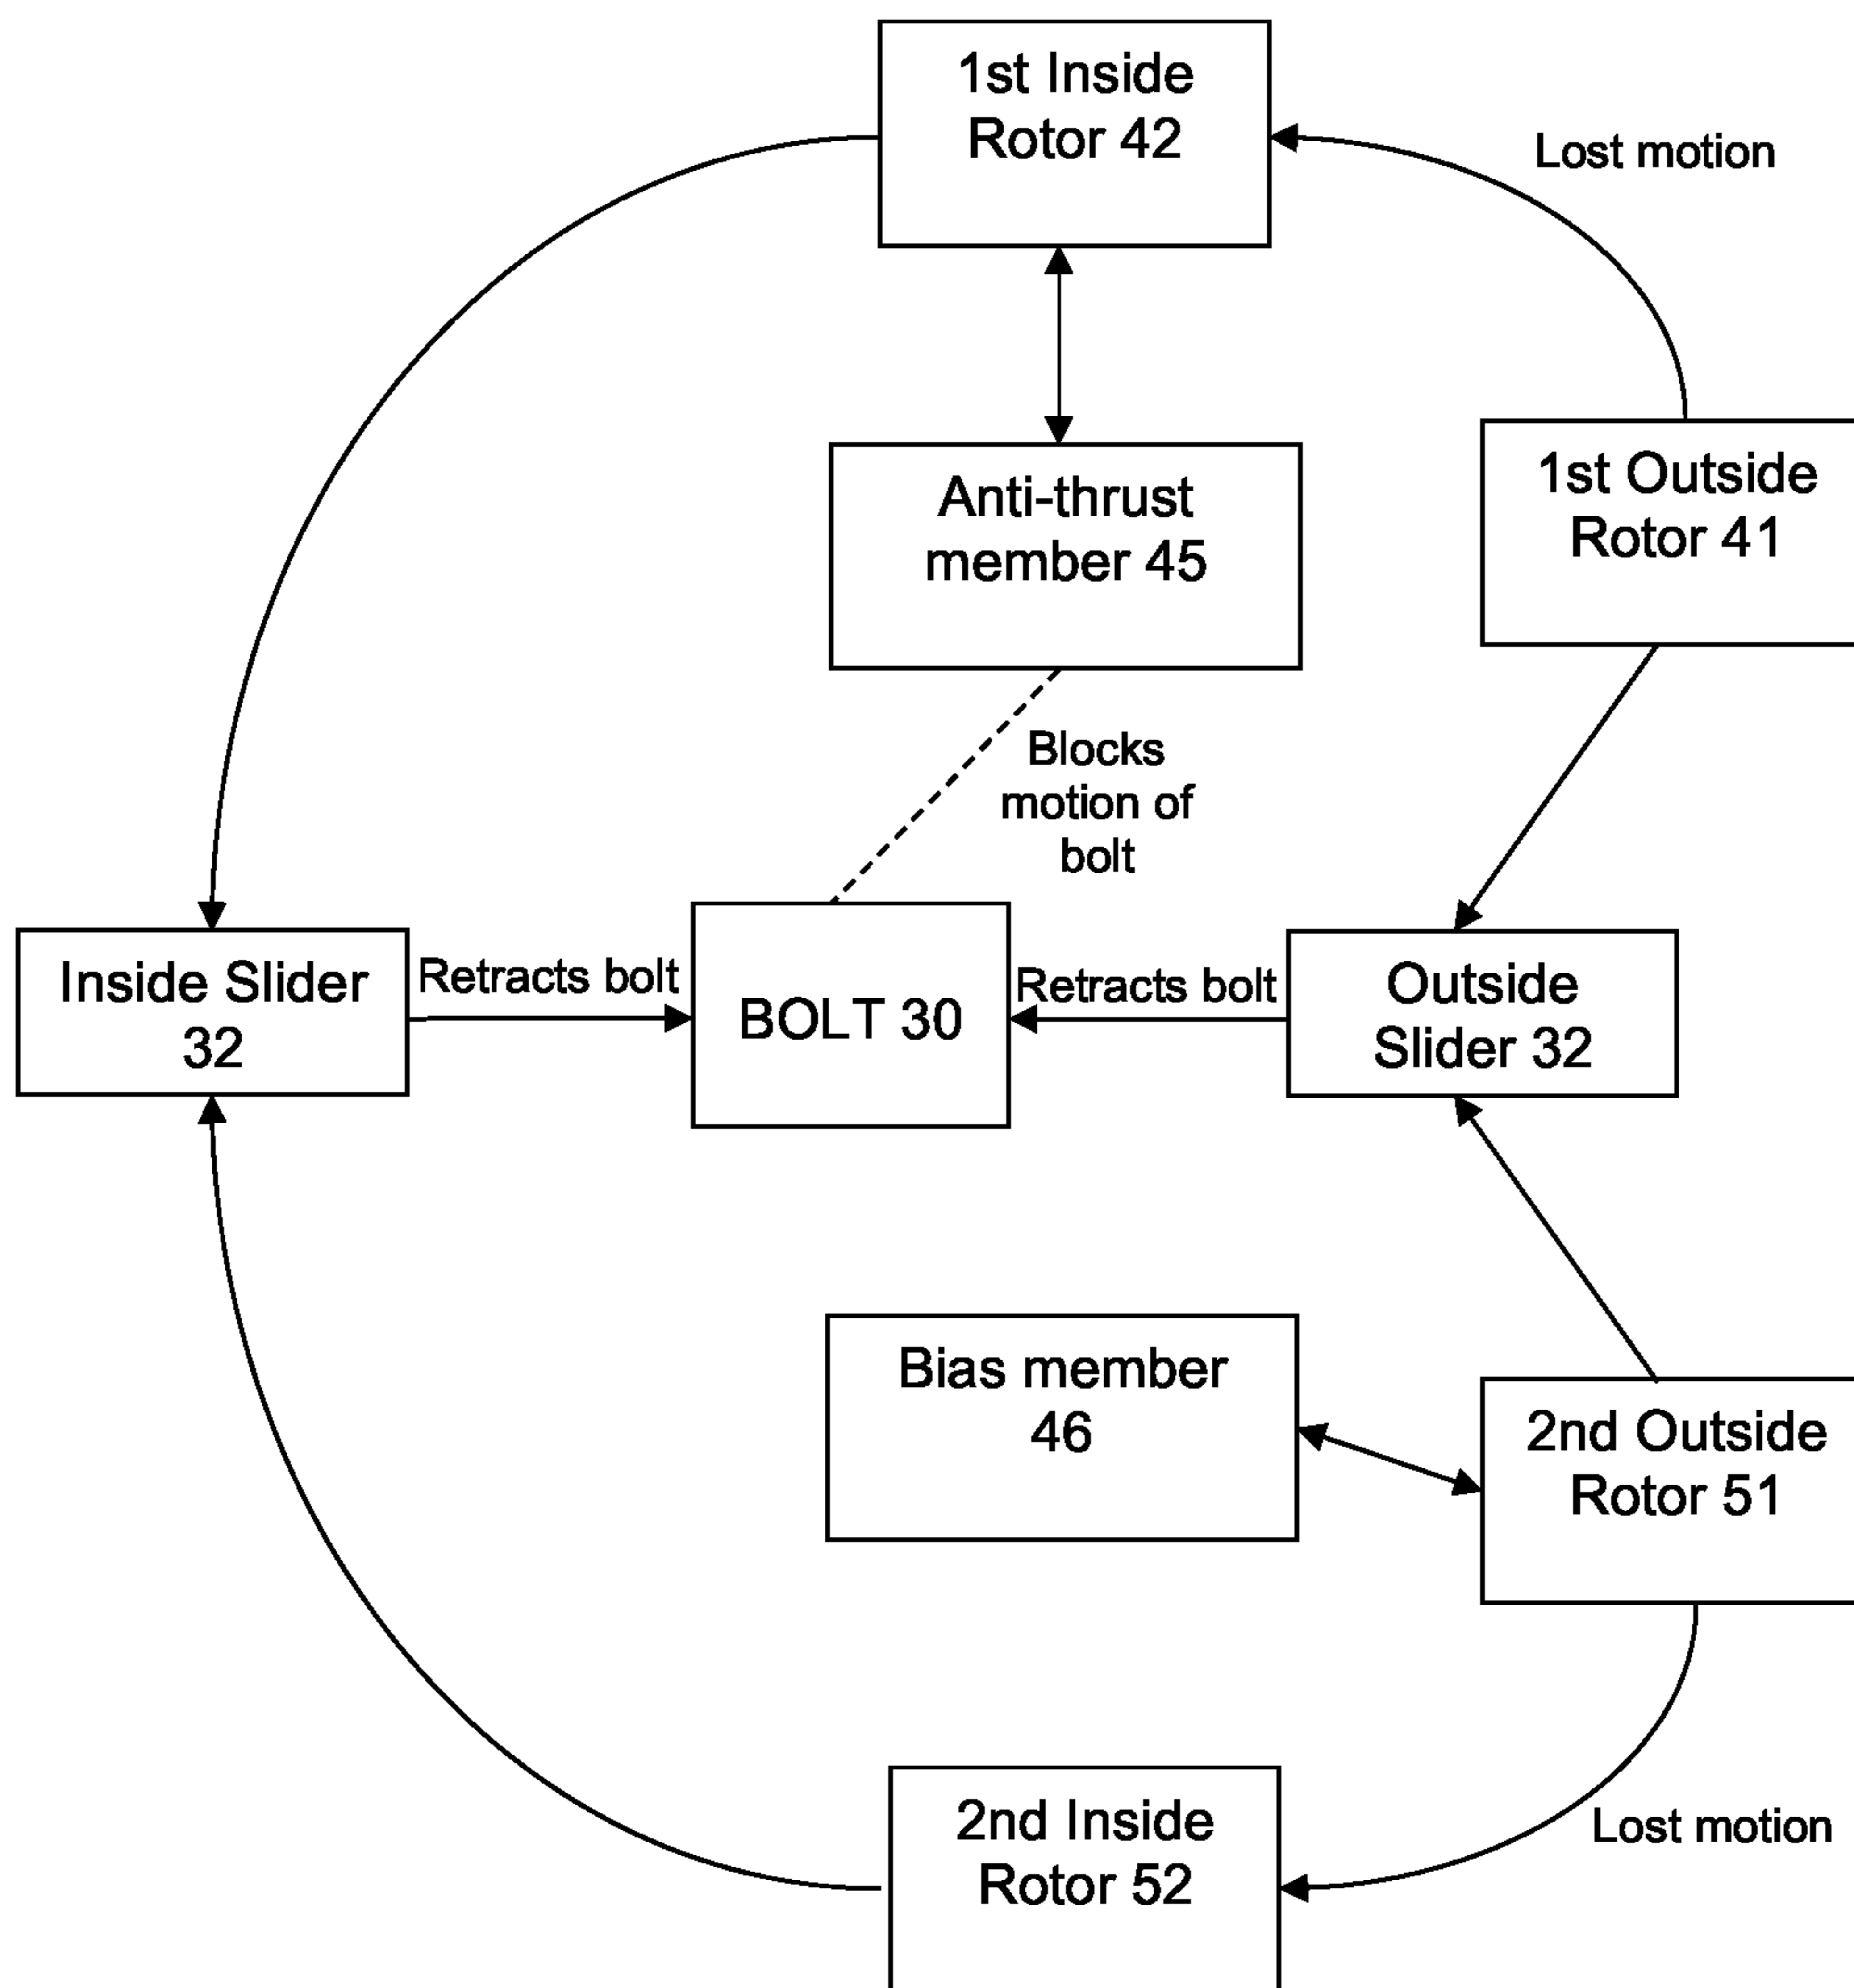 1st Inside
Rotor 42
Lost motion
Anti-thrust
member 45
1st Outside
Rotor 41
Blocks
motion of
bolt
Inside Slider
32
Retracts bolt
BOLT 30
Retracts bolt
Outside
Slider 32
Bias member
46
2nd Outside
Rotor 51
2nd Inside
Rotor 52
Lost motion